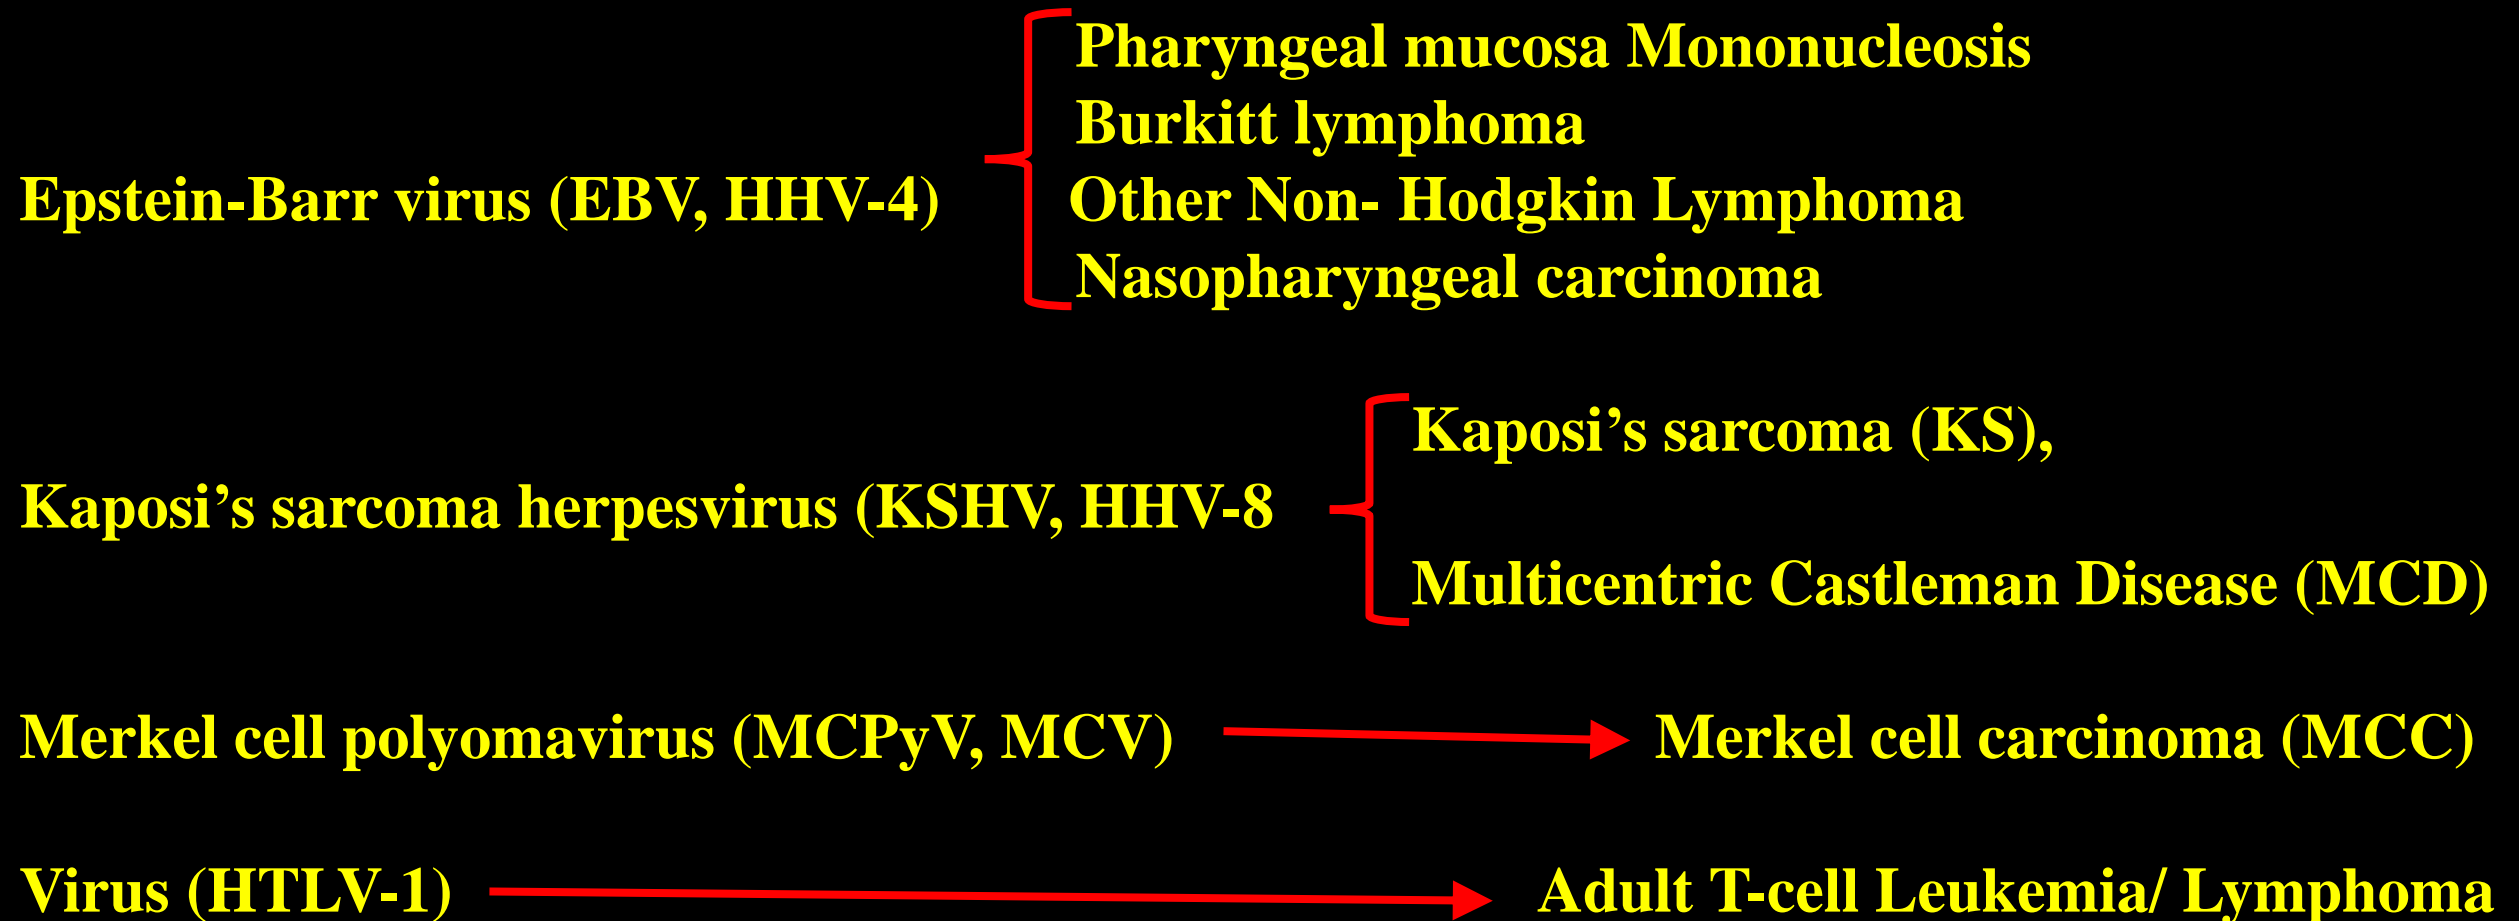 Pharyngeal mucosa Mononucleosis
Burkitt lymphoma
Epstein-Barr virus (EBV, HHV-4) Other Non- Hodgkin Lymphoma
Nasopharyngeal carcinoma
Kaposi’s sarcoma (KS),
Kaposi’s sarcoma herpesvirus (KSHV, HHV-8
Multicentric Castleman Disease (MCD)
Merkel cell polyomavirus (MCPyV, MCV) Merkel cell carcinoma (MCC)
Virus (HTLV-1) Adult T-cell Leukemia/ Lymphoma